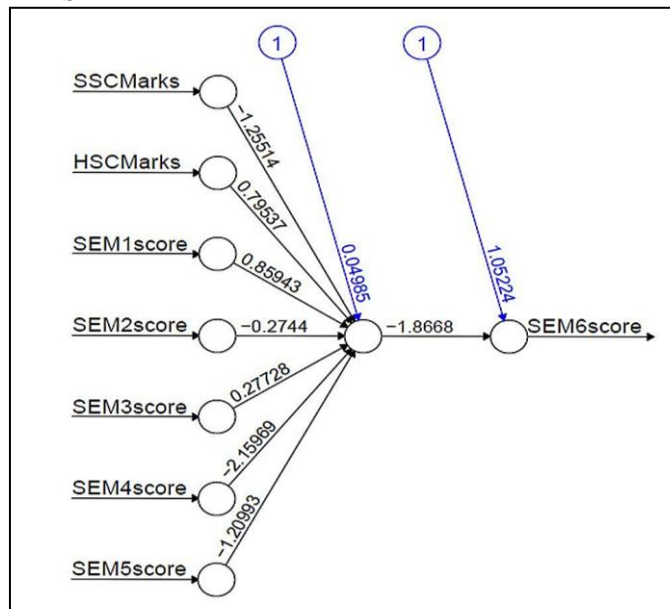 1
1
SSCMarks
−1.25514
HSCMarks
0.79537
SEM1score
0.85943
0.04985
1.05224
SEM2score
−0.2744
−1.8668
SEM6score
SEM3score
0.27728
SEM4score
−2.15969
SEM5score
−1.20993